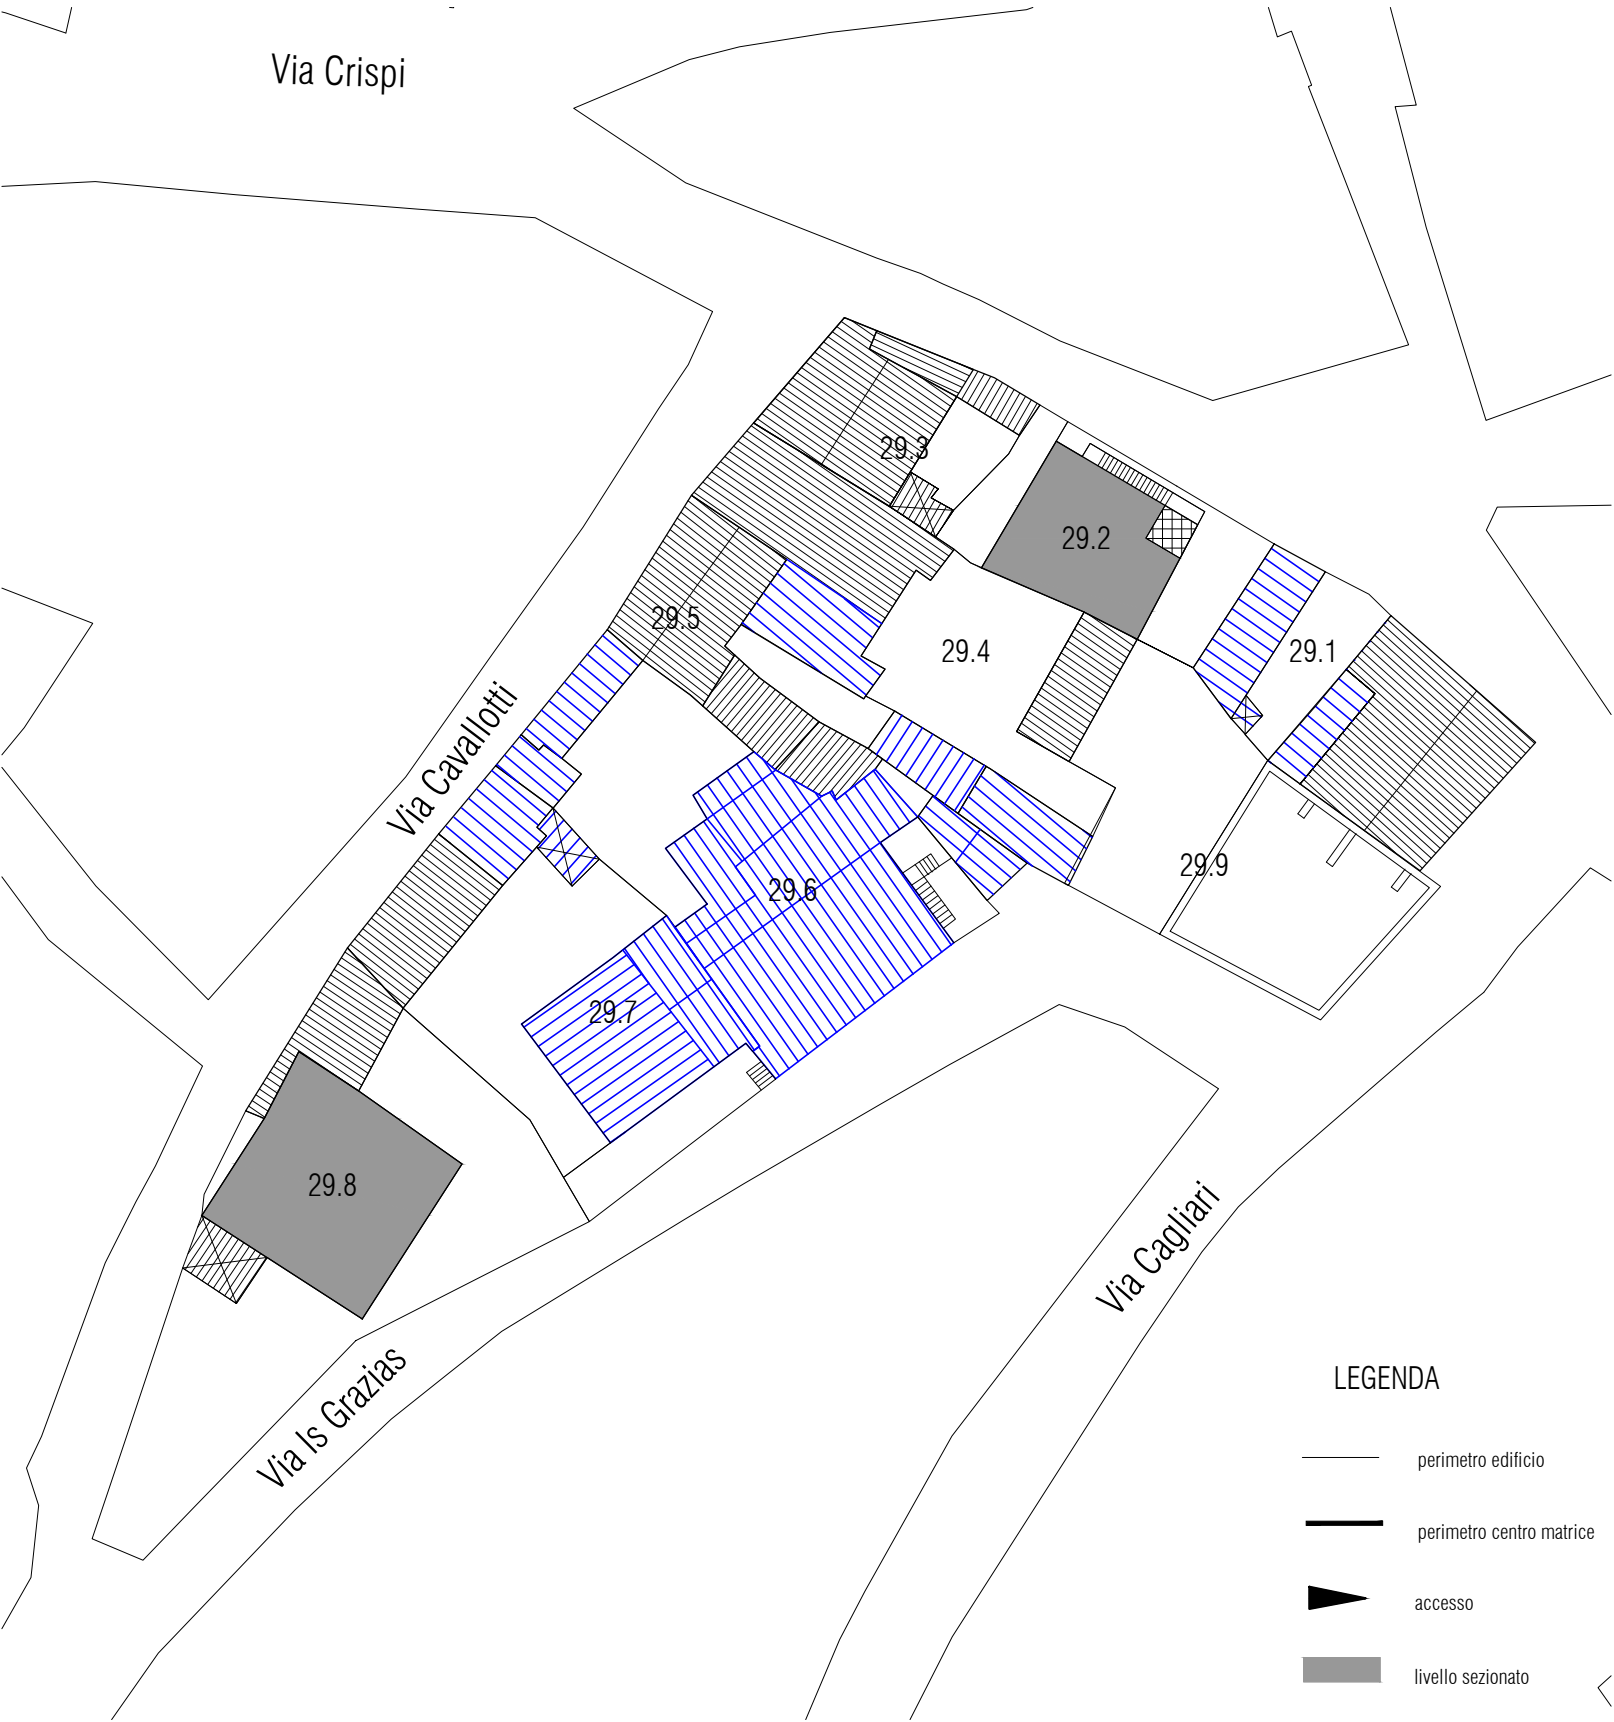 Via Crispi
29.3
29.2
29.5
29.4
29.1
Via Cavallotti
29.9
29.6
29.7
29.8
Via Cagliari
Via Is Grazias
LEGENDA
perimetro edificio
perimetro centro matrice
accesso
livello sezionato